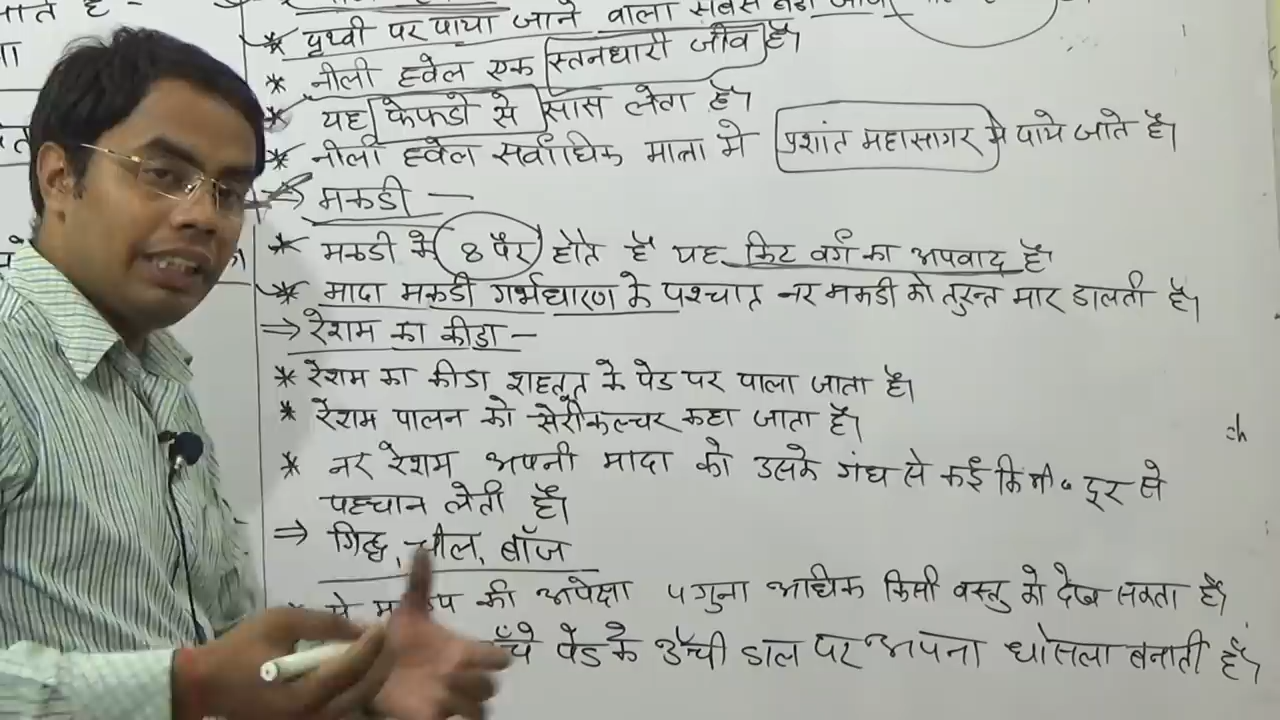 * पृथ्वी पर पाया जाने वाला सबसे बडा जीव
* नीली ह्वेल एक स्तनधारी जीव है।
* यह फेफडो से सास लेता है।
* नीली ह्वेल सर्वाधिक मात्रा मे प्रशांत महासागर मे पाये जाते है।
⇒ मकडी —
* मकडी के 8 पैर होते है यह किट वर्ग का अपवाद है
* मादा मकडी गर्भधारण के पश्चात् नर मकडी को तुरन्त मार डालती है।
⇒ रेशम का कीडा —
* रेशम का कीडा शहतूत के पेड पर पाला जाता है।
* रेशम पालन को सेरीकल्चर कहा जाता है।
* नर रेशम अपनी मादा को उसके गंध से कई कि॰मी॰ दूर से
पहचान लेती है।
⇒ गिद्ध, चील, बॉज
की अपेक्षा गुना अधिक किसी वस्तु को देख सकता है।
पेड के उॅची डाल पर अपना घोसला बनाती है।